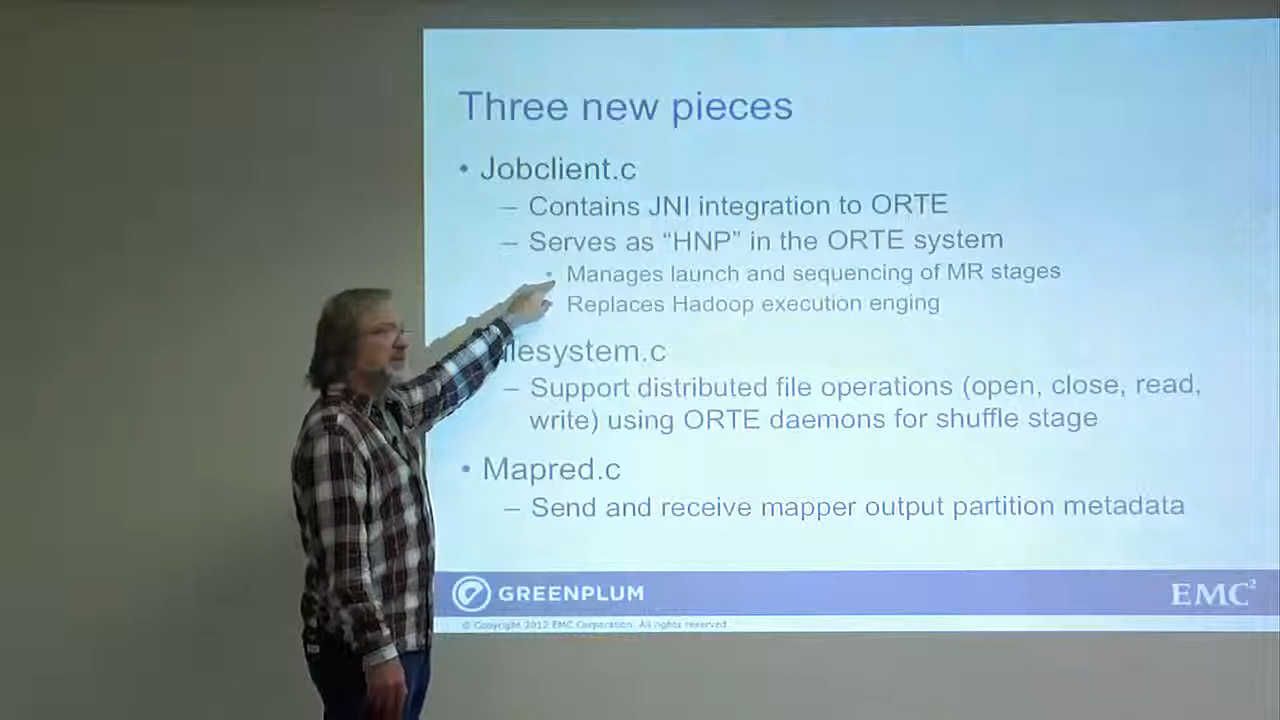 Three new pieces
• Jobclient.c
– Contains JNI integration to ORTE
– Serves as “HNP” in the ORTE system
• Manages launch and sequencing of MR stages
Replaces Hadoop execution enging
lesystem.c
– Support distributed file operations (open, close, read,
write) using ORTE daemons for shuffle stage
• Mapred.c
– Send and receive mapper output partition metadata
GREENPLUM
EMC²
© Copyright 2012 EMC Corporation. All rights reserved.